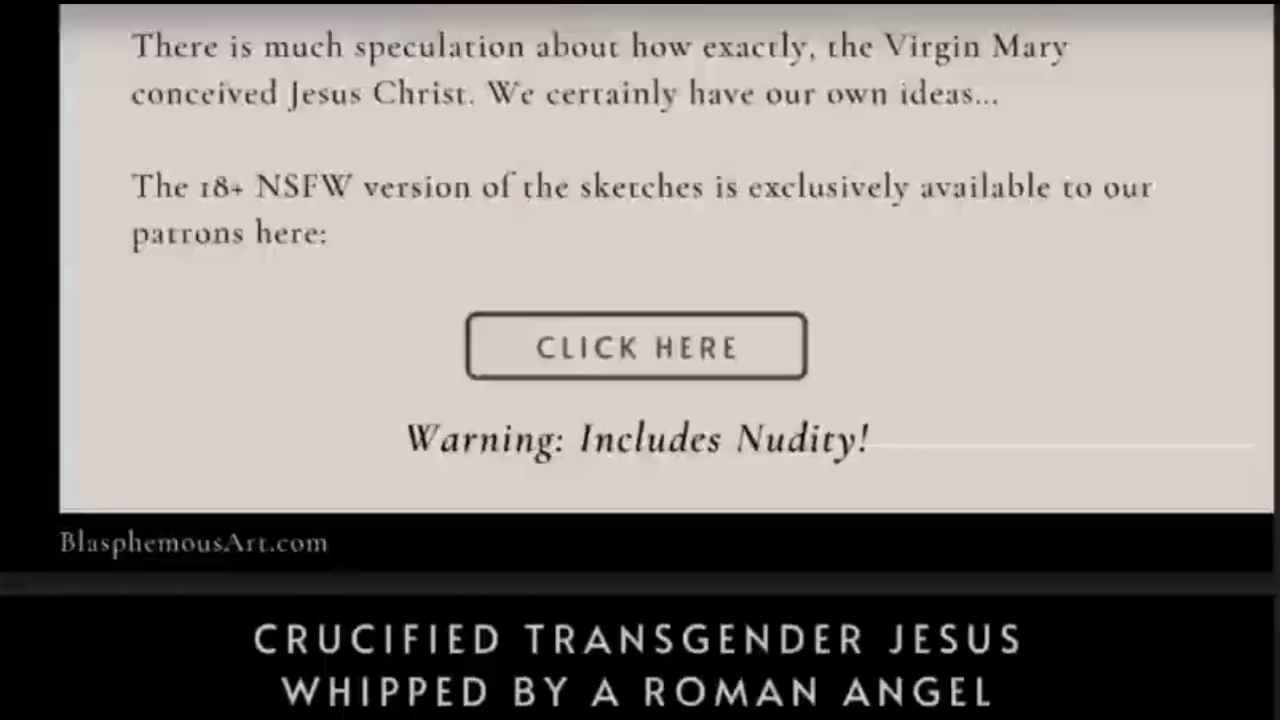 There is much speculation about how exactly, the Virgin Mary
conceived Jesus Christ. We certainly have our own ideas...
The 18+ NSFW version of the sketches is exclusively available to our
patrons here:
CLICK HERE
Warning: Includes Nudity!
BlasphemousArt.com
CRUCIFIED TRANSGENDER JESUS
WHIPPED BY A ROMAN ANGEL